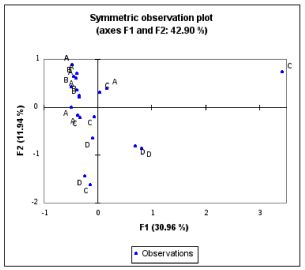 Symmetric observation plot
(axes F1 and F2: 42.90 %)
1
A
C
A
B
A
A
C
B
0
A
C
A
C
D
-1
D
D
D
C
-2
-1
0
1
2
3
4
F2 (11.94 %)
F1 (30.96 %)
Observations